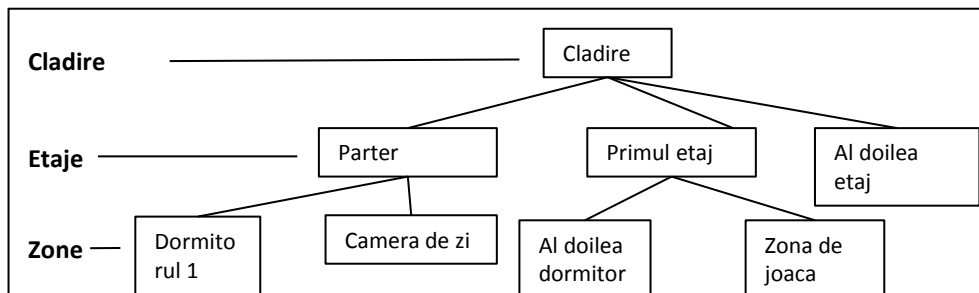 Cladire
Cladire
Etaje
Parter
Primul etaj
Al doilea
etaj
Zone
Dormito
rul 1
Camera de zi
Al doilea
dormitor
Zona de
joaca